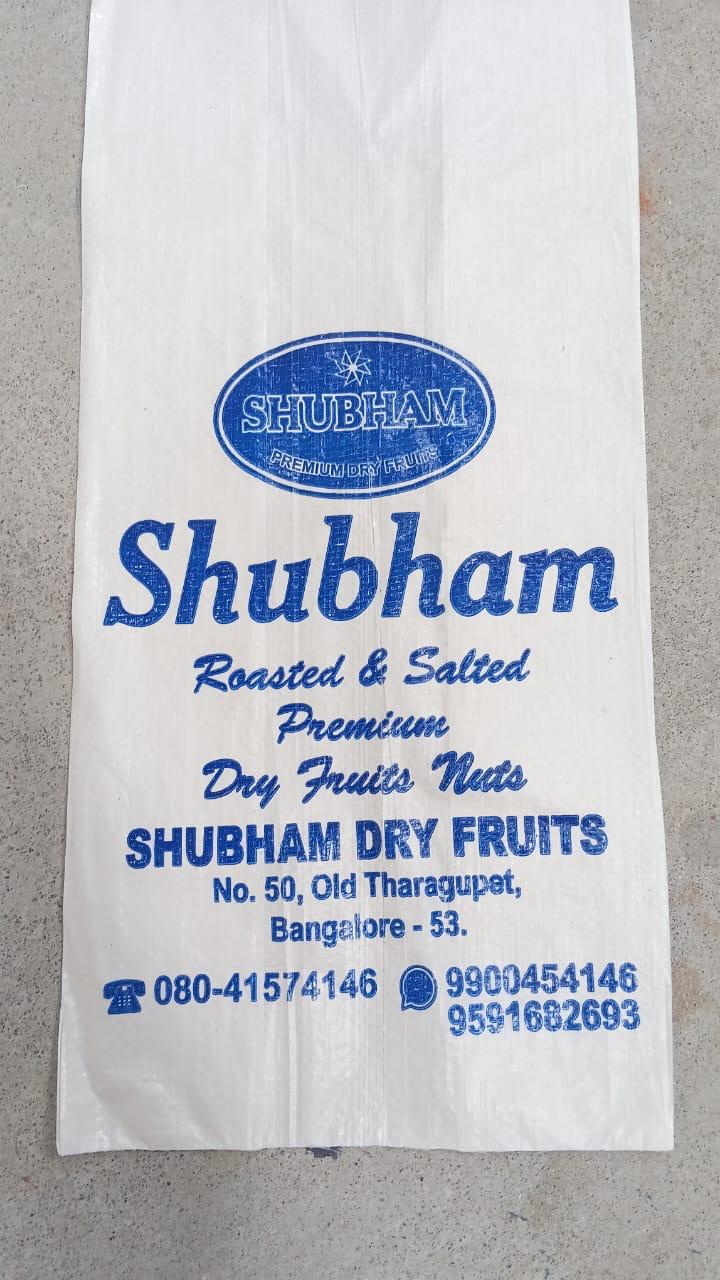 SHUBHAM
PREMIUM DRY FRUITS
Shubham
Roasted & Salted
Premium
Dry Fruits Nuts
SHUBHAM DRY FRUITS
No. 50, Old Tharagupet,
Bangalore - 53.
080-41574146 9900454146
9591682693